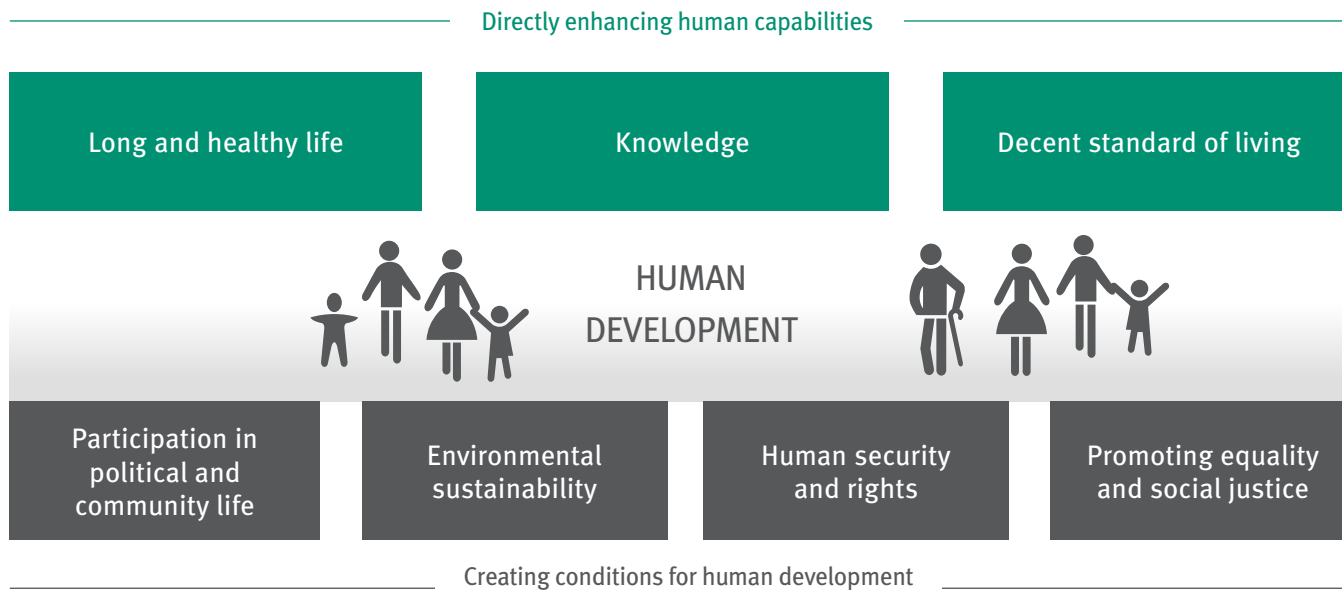 Directly enhancing human capabilities
Long and healthy life
Knowledge
Decent standard of living
HUMAN
DEVELOPMENT
Participation in
political and
community life
Environmental
sustainability
Human security
and rights
Promoting equality
and social justice
Creating conditions for human development